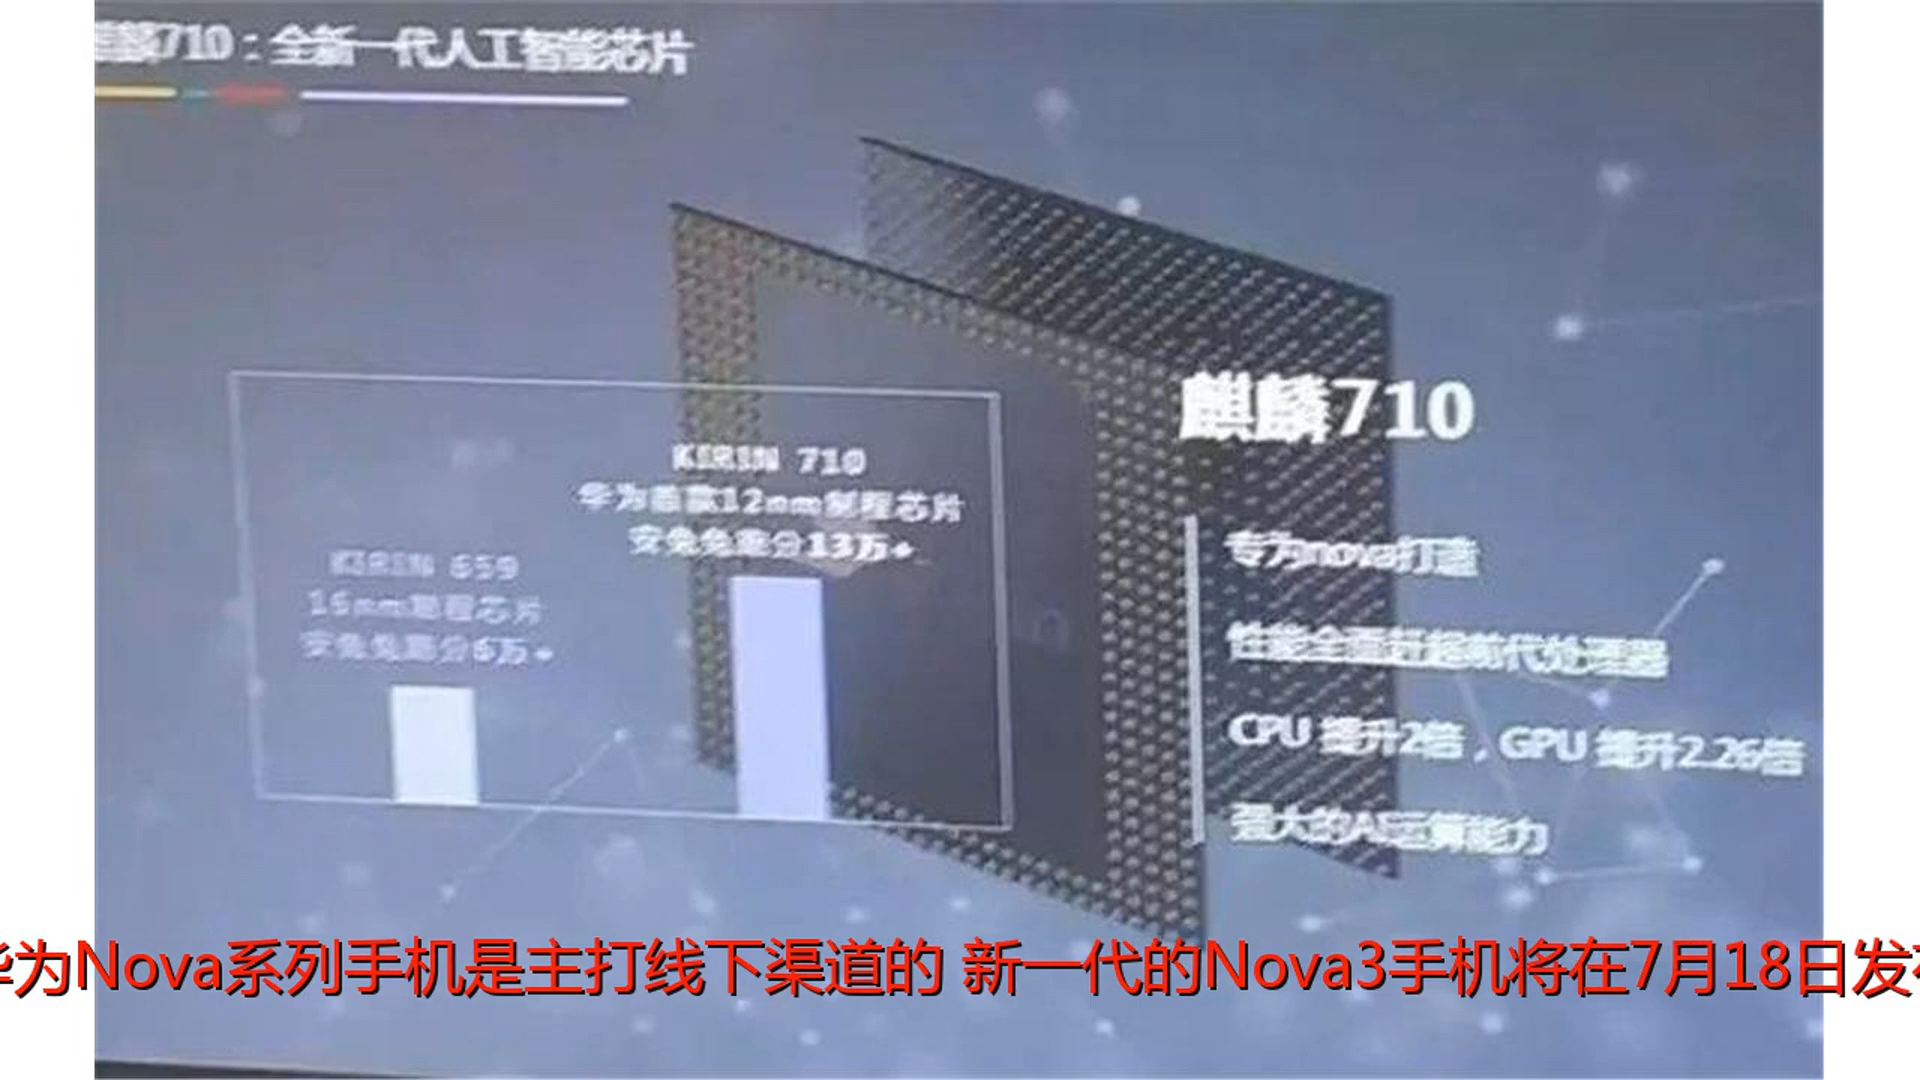 麒麟710：全新一代人工智能芯片
麒麟710
KIRIN 710
华为首款12nm制程芯片
安兔兔跑分13万+
KIRIN 659
16nm制程芯片
安兔兔跑分6万+
专为nova打造
性能全面赶超前代处理器
CPU 提升2倍，GPU 提升2.26倍
强大的AI运算能力
华为Nova系列手机是主打线下渠道的 新一代的Nova3手机将在7月18日发布